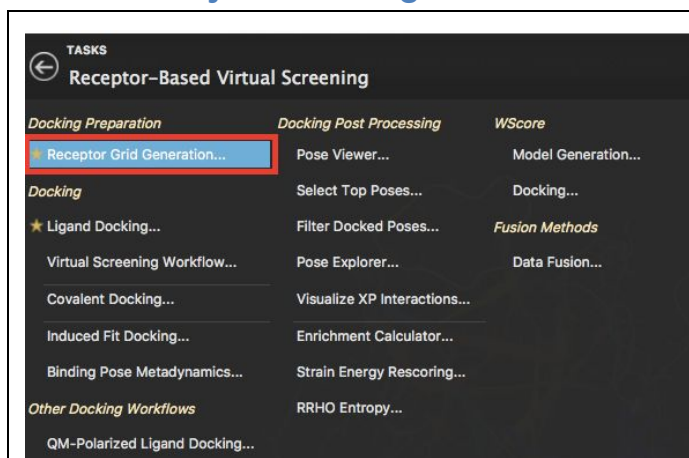 TASKS
Receptor-Based Virtual Screening
Docking Preparation
Receptor Grid Generation...
Docking
Ligand Docking...
Virtual Screening Workflow...
Covalent Docking...
Induced Fit Docking...
Binding Pose Metadynamics...
Other Docking Workflows
QM-Polarized Ligand Docking...
Docking Post Processing
Pose Viewer...
Select Top Poses...
Filter Docked Poses...
Pose Explorer...
Visualize XP Interactions...
Enrichment Calculator...
Strain Energy Rescoring...
RRHO Entropy...
WScore
Model Generation...
Docking...
Fusion Methods
Data Fusion...